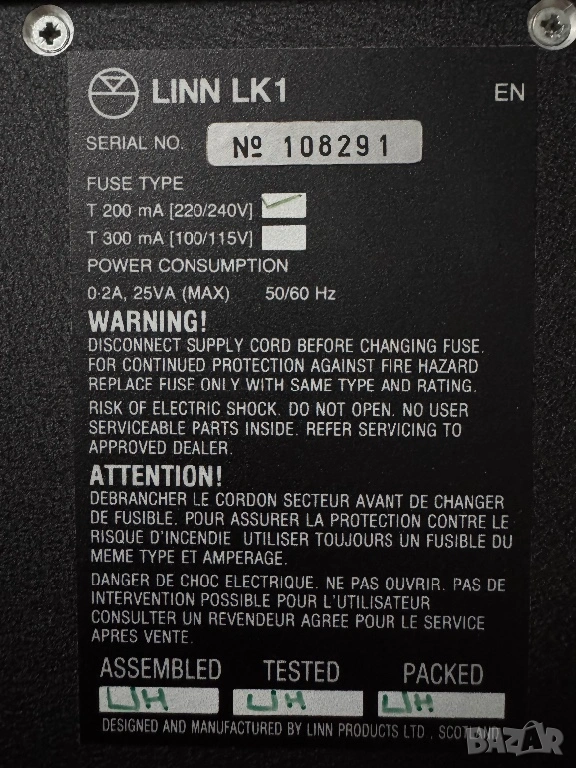 LINN LK1 EN
SERIAL NO. Nº 108291
FUSE TYPE
T 200 mA [220/240V]
T 300 mA [100/115V]
POWER CONSUMPTION
0·2A, 25VA (MAX) 50/60 Hz
WARNING!
DISCONNECT SUPPLY CORD BEFORE CHANGING FUSE.
FOR CONTINUED PROTECTION AGAINST FIRE HAZARD
REPLACE FUSE ONLY WITH SAME TYPE AND RATING.
RISK OF ELECTRIC SHOCK. DO NOT OPEN. NO USER
SERVICEABLE PARTS INSIDE. REFER SERVICING TO
APPROVED DEALER.
ATTENTION!
DEBRANCHER LE CORDON SECTEUR AVANT DE CHANGER
DE FUSIBLE. POUR ASSURER LA PROTECTION CONTRE LE
RISQUE D'INCENDIE UTILISER TOUJOURS UN FUSIBLE DU
MEME TYPE ET AMPERAGE.
DANGER DE CHOC ELECTRIQUE. NE PAS OUVRIR. PAS DE
INTERVENTION POSSIBLE POUR L'UTILISATEUR
CONSULTER UN REVENDEUR AGREE POUR LE SERVICE
APRES VENTE.
ASSEMBLED TESTED PACKED
LJH LJH LJH
DESIGNED AND MANUFACTURED BY LINN PRODUCTS LTD., SCOTLAND
BAZAR